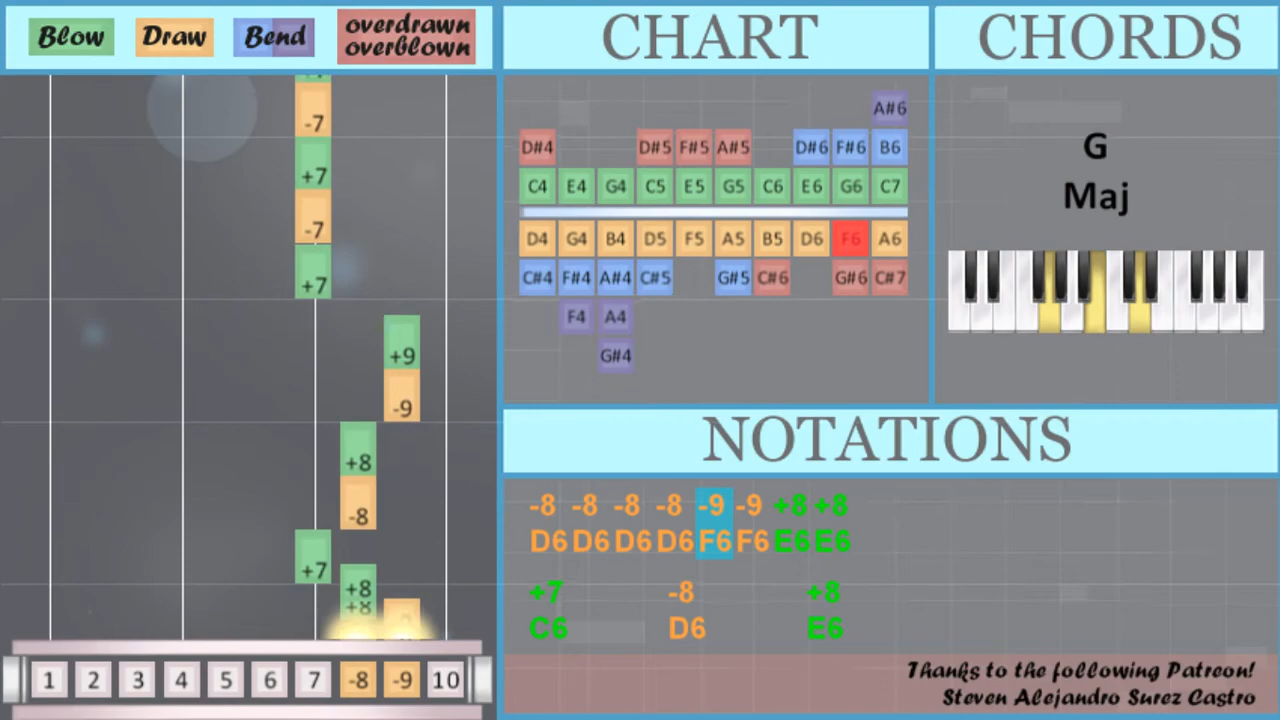 Blow Draw Bend overdrawn
overblown
CHART
CHORDS
-7
+7
-7
+7
+9
-9
+8
-8
+7
+8
+8
1 2 3 4 5 6 7 -8 -9 10
A#6
D#4 D#5 F#5 A#5 D#6 F#6 B6
C4 E4 G4 C5 E5 G5 C6 E6 G6 C7
D4 G4 B4 D5 F5 A5 B5 D6 F6 A6
C#4 F#4 A#4 C#5 G#5 C#6 G#6 C#7
F4 A4
G#4
G
Maj
NOTATIONS
-8 -8 -8 -8 -9 -9 +8 +8
D6 D6 D6 D6 F6 F6 E6 E6
+7 -8 +8
C6 D6 E6
Thanks to the following Patreon!
Steven Alejandro Surez Castro